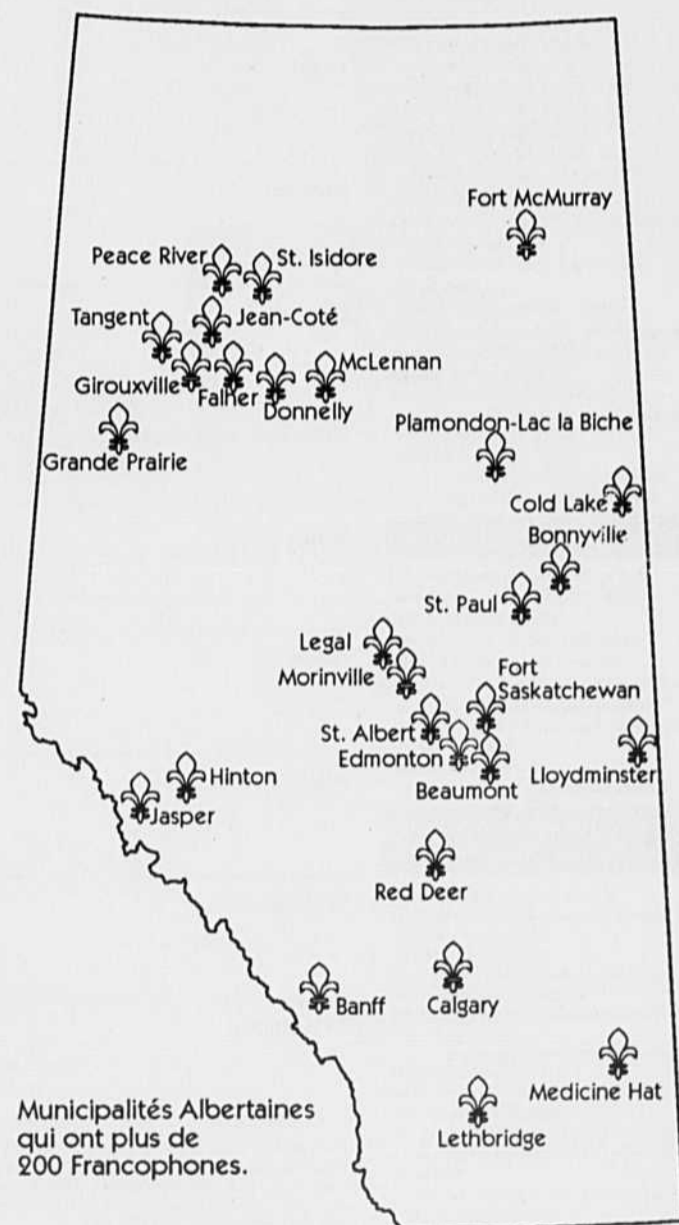 Fort McMurray
Peace River
St. Isidore
Tangent
Jean-Coté
McLennan
Girouxville
Falher
Donnelly
Plamondon-Lac la Biche
Grande Prairie
Cold Lake
Bonnyville
St. Paul
Legal
Morinville
Fort
Saskatchewan
St. Albert
Edmonton
Beaumont
Lloydminster
Hinton
Jasper
Red Deer
Banff
Calgary
Medicine Hat
Lethbridge
Municipalités Albertaines
qui ont plus de
200 Francophones.